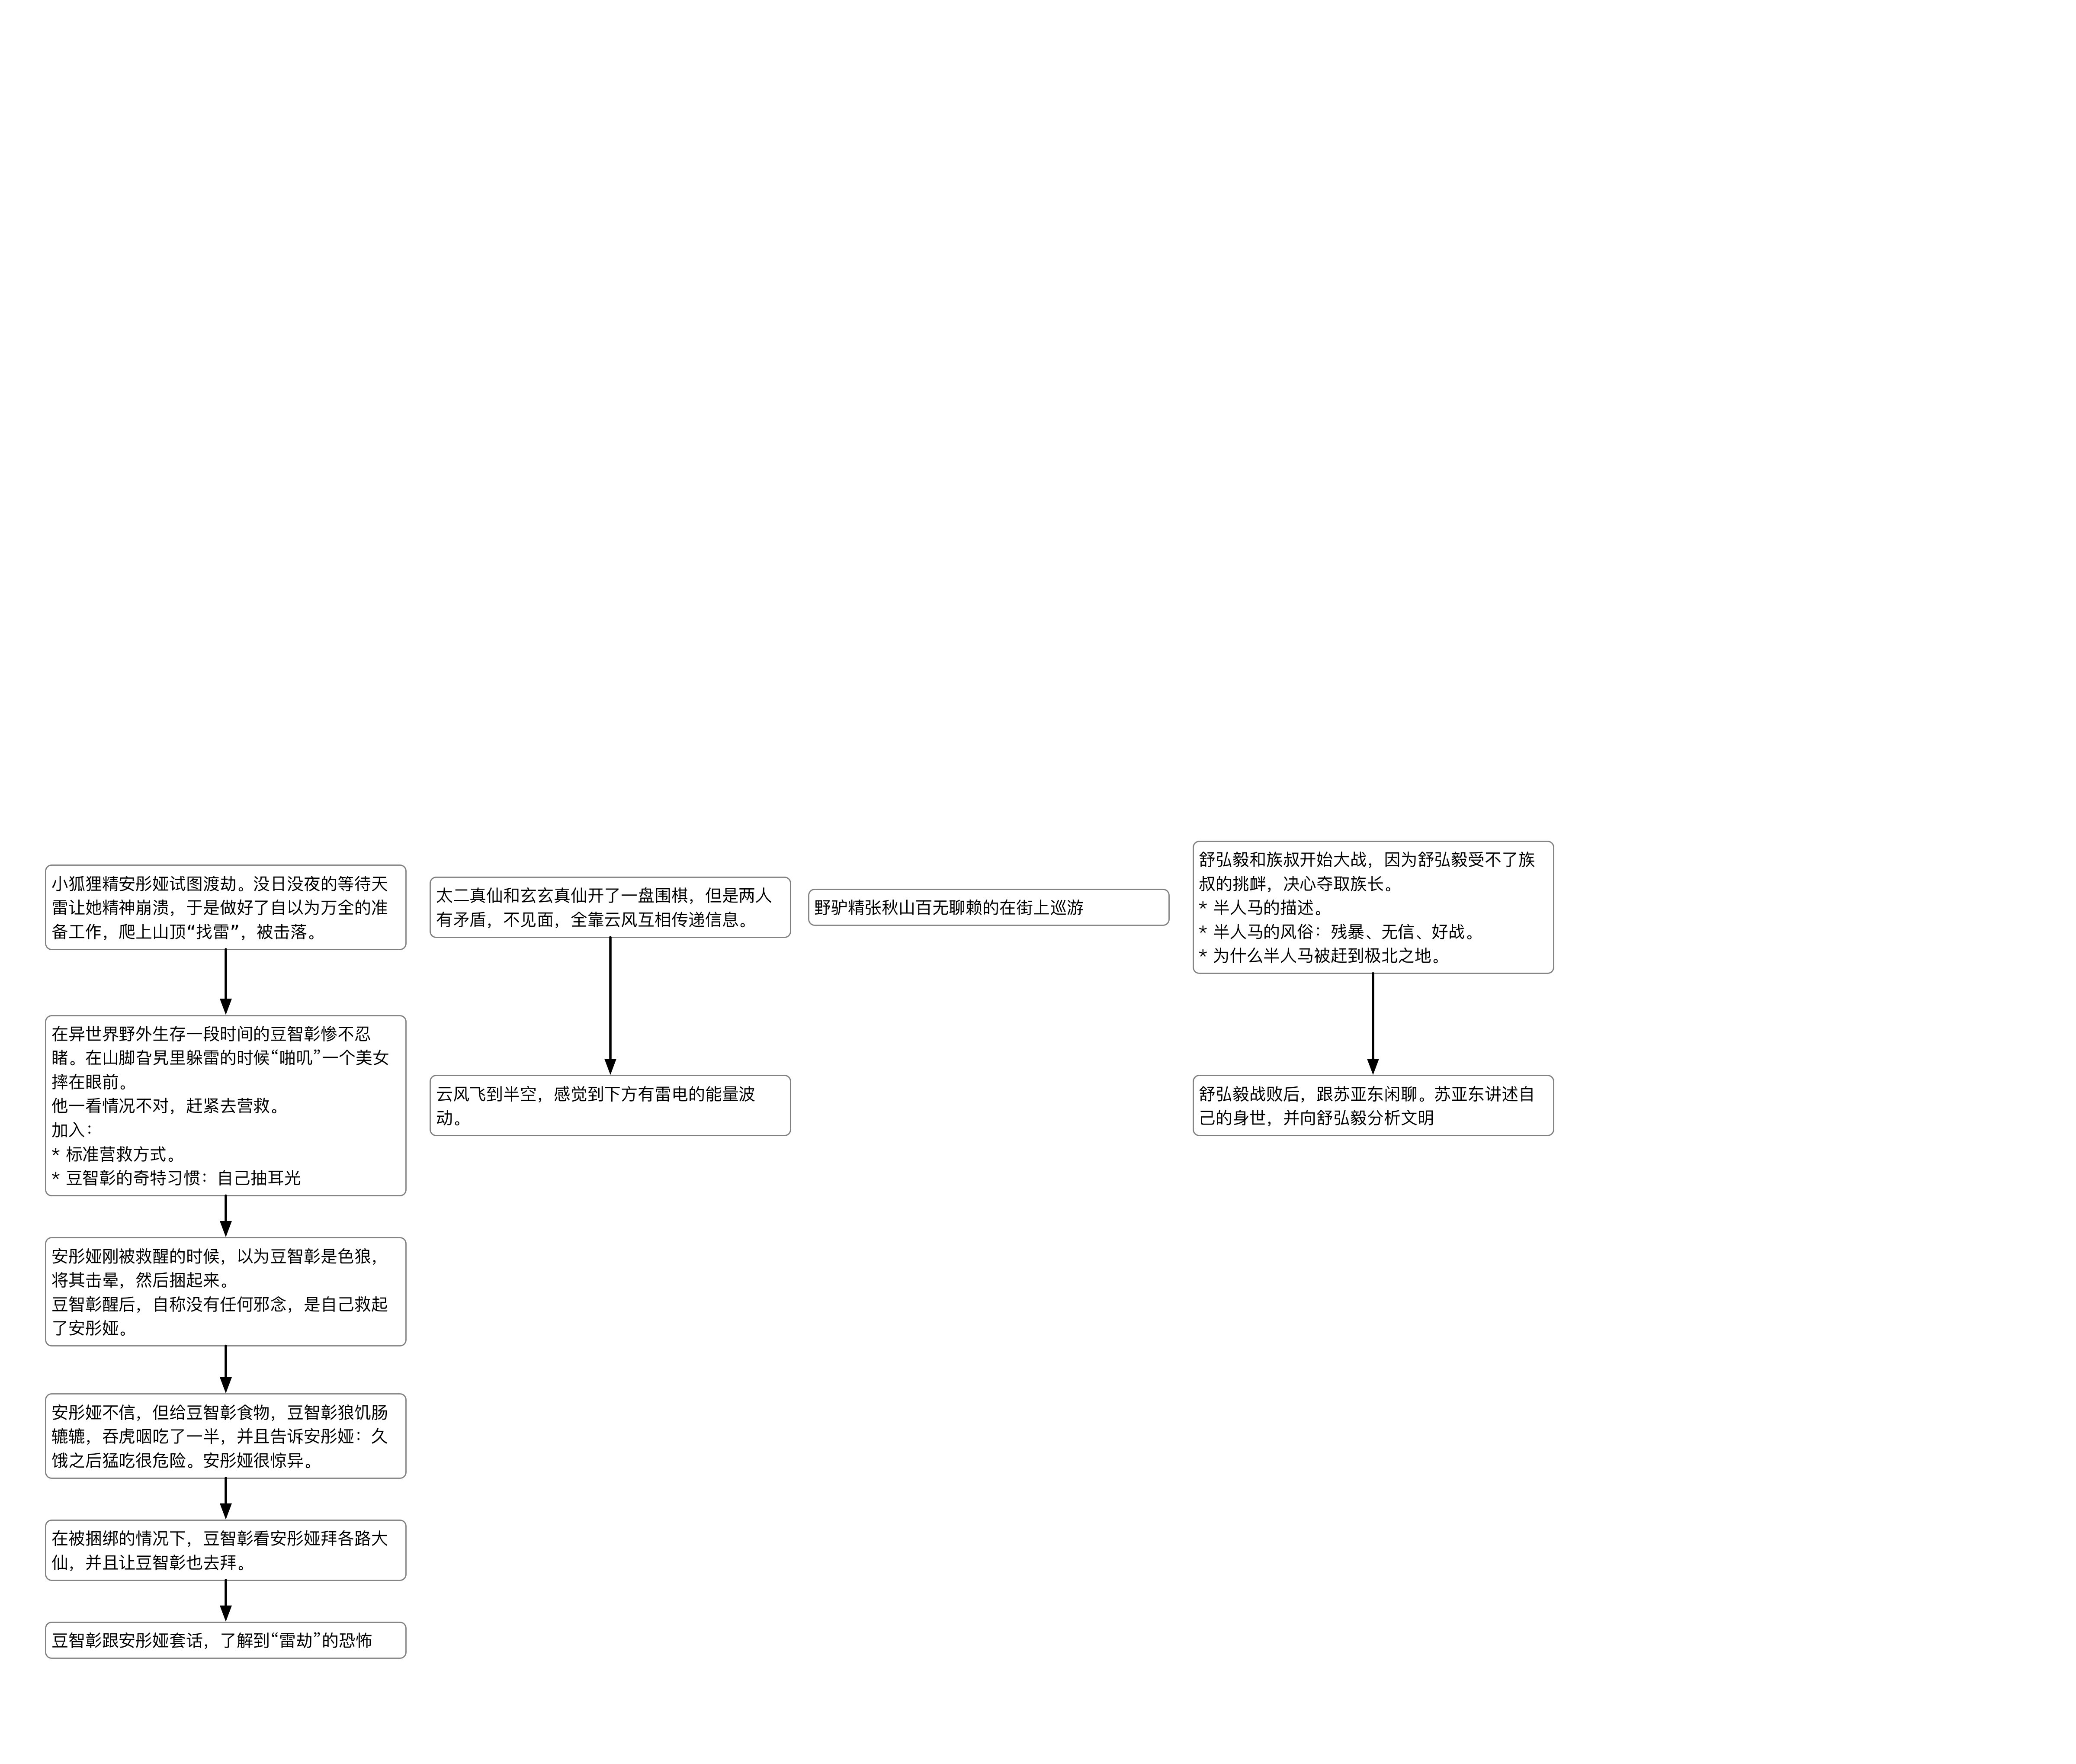 小狐狸精安彤娅试图渡劫。没日没夜的等待天
雷让她精神崩溃，于是做好了自以为万全的准
备工作，爬上山顶“找雷”，被击落。
在异世界野外生存一段时间的豆智彰惨不忍
睹。在山脚旮旯里躲雷的时候“啪叽”一个美女
摔在眼前。
他一看情况不对，赶紧去营救。
加入：
* 标准营救方式。
* 豆智彰的奇特习惯：自己抽耳光
安彤娅刚被救醒的时候，以为豆智彰是色狼，
将其击晕，然后捆起来。
豆智彰醒后，自称没有任何邪念，是自己救起
了安彤娅。
安彤娅不信，但给豆智彰食物，豆智彰狼饥肠
辘辘，吞虎咽吃了一半，并且告诉安彤娅：久
饿之后猛吃很危险。安彤娅很惊异。
在被捆绑的情况下，豆智彰看安彤娅拜各路大
仙，并且让豆智彰也去拜。
豆智彰跟安彤娅套话，了解到“雷劫”的恐怖
太二真仙和玄玄真仙开了一盘围棋，但是两人
有矛盾，不见面，全靠云风互相传递信息。
云风飞到半空，感觉到下方有雷电的能量波
动。
野驴精张秋山百无聊赖的在街上巡游
舒弘毅和族叔开始大战，因为舒弘毅受不了族
叔的挑衅，决心夺取族长。
* 半人马的描述。
* 半人马的风俗：残暴、无信、好战。
* 为什么半人马被赶到极北之地。
舒弘毅战败后，跟苏亚东闲聊。苏亚东讲述自
己的身世，并向舒弘毅分析文明